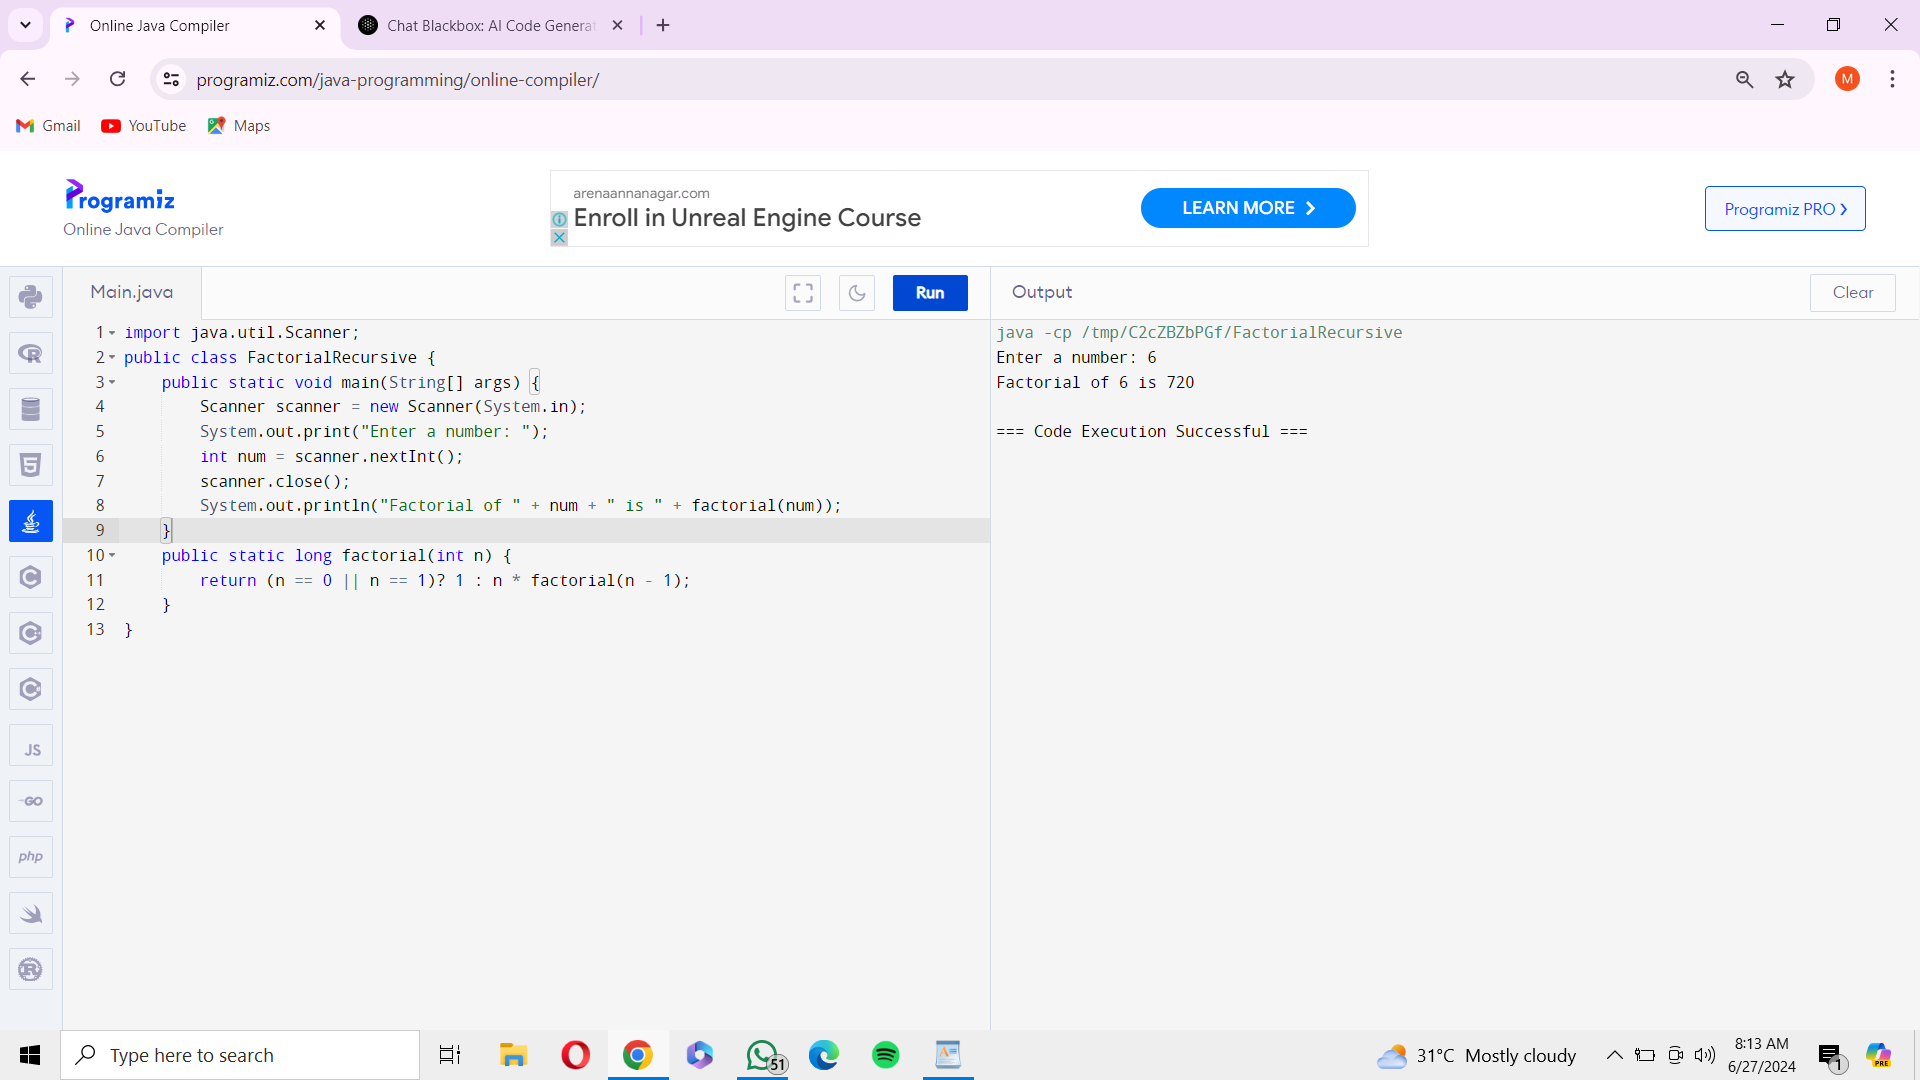 Online Java Compiler
Chat Blackbox: AI Code Generat
programiz.com/java-programming/online-compiler/
M
Gmail
YouTube
Maps
Programiz
Online Java Compiler
arenaannanagar.com
Enroll in Unreal Engine Course
LEARN MORE
Programiz PRO
Main.java
Run
Output
Clear
1 import java.util.Scanner;
2 public class FactorialRecursive {
3 public static void main(String[] args) {
4 Scanner scanner = new Scanner(System.in);
5 System.out.print("Enter a number: ");
6 int num = scanner.nextInt();
7 scanner.close();
8 System.out.println("Factorial of " + num + " is " + factorial(num));
9 }
10 public static long factorial(int n) {
11 return (n == 0 || n == 1)? 1 : n * factorial(n - 1);
12 }
13 }
java -cp /tmp/C2cZBZbPGf/FactorialRecursive
Enter a number: 6
Factorial of 6 is 720
=== Code Execution Successful ===
R
5
C
C
C
JS
GO
php
R
Type here to search
51
31°C Mostly cloudy
8:13 AM
6/27/2024
1
PRE